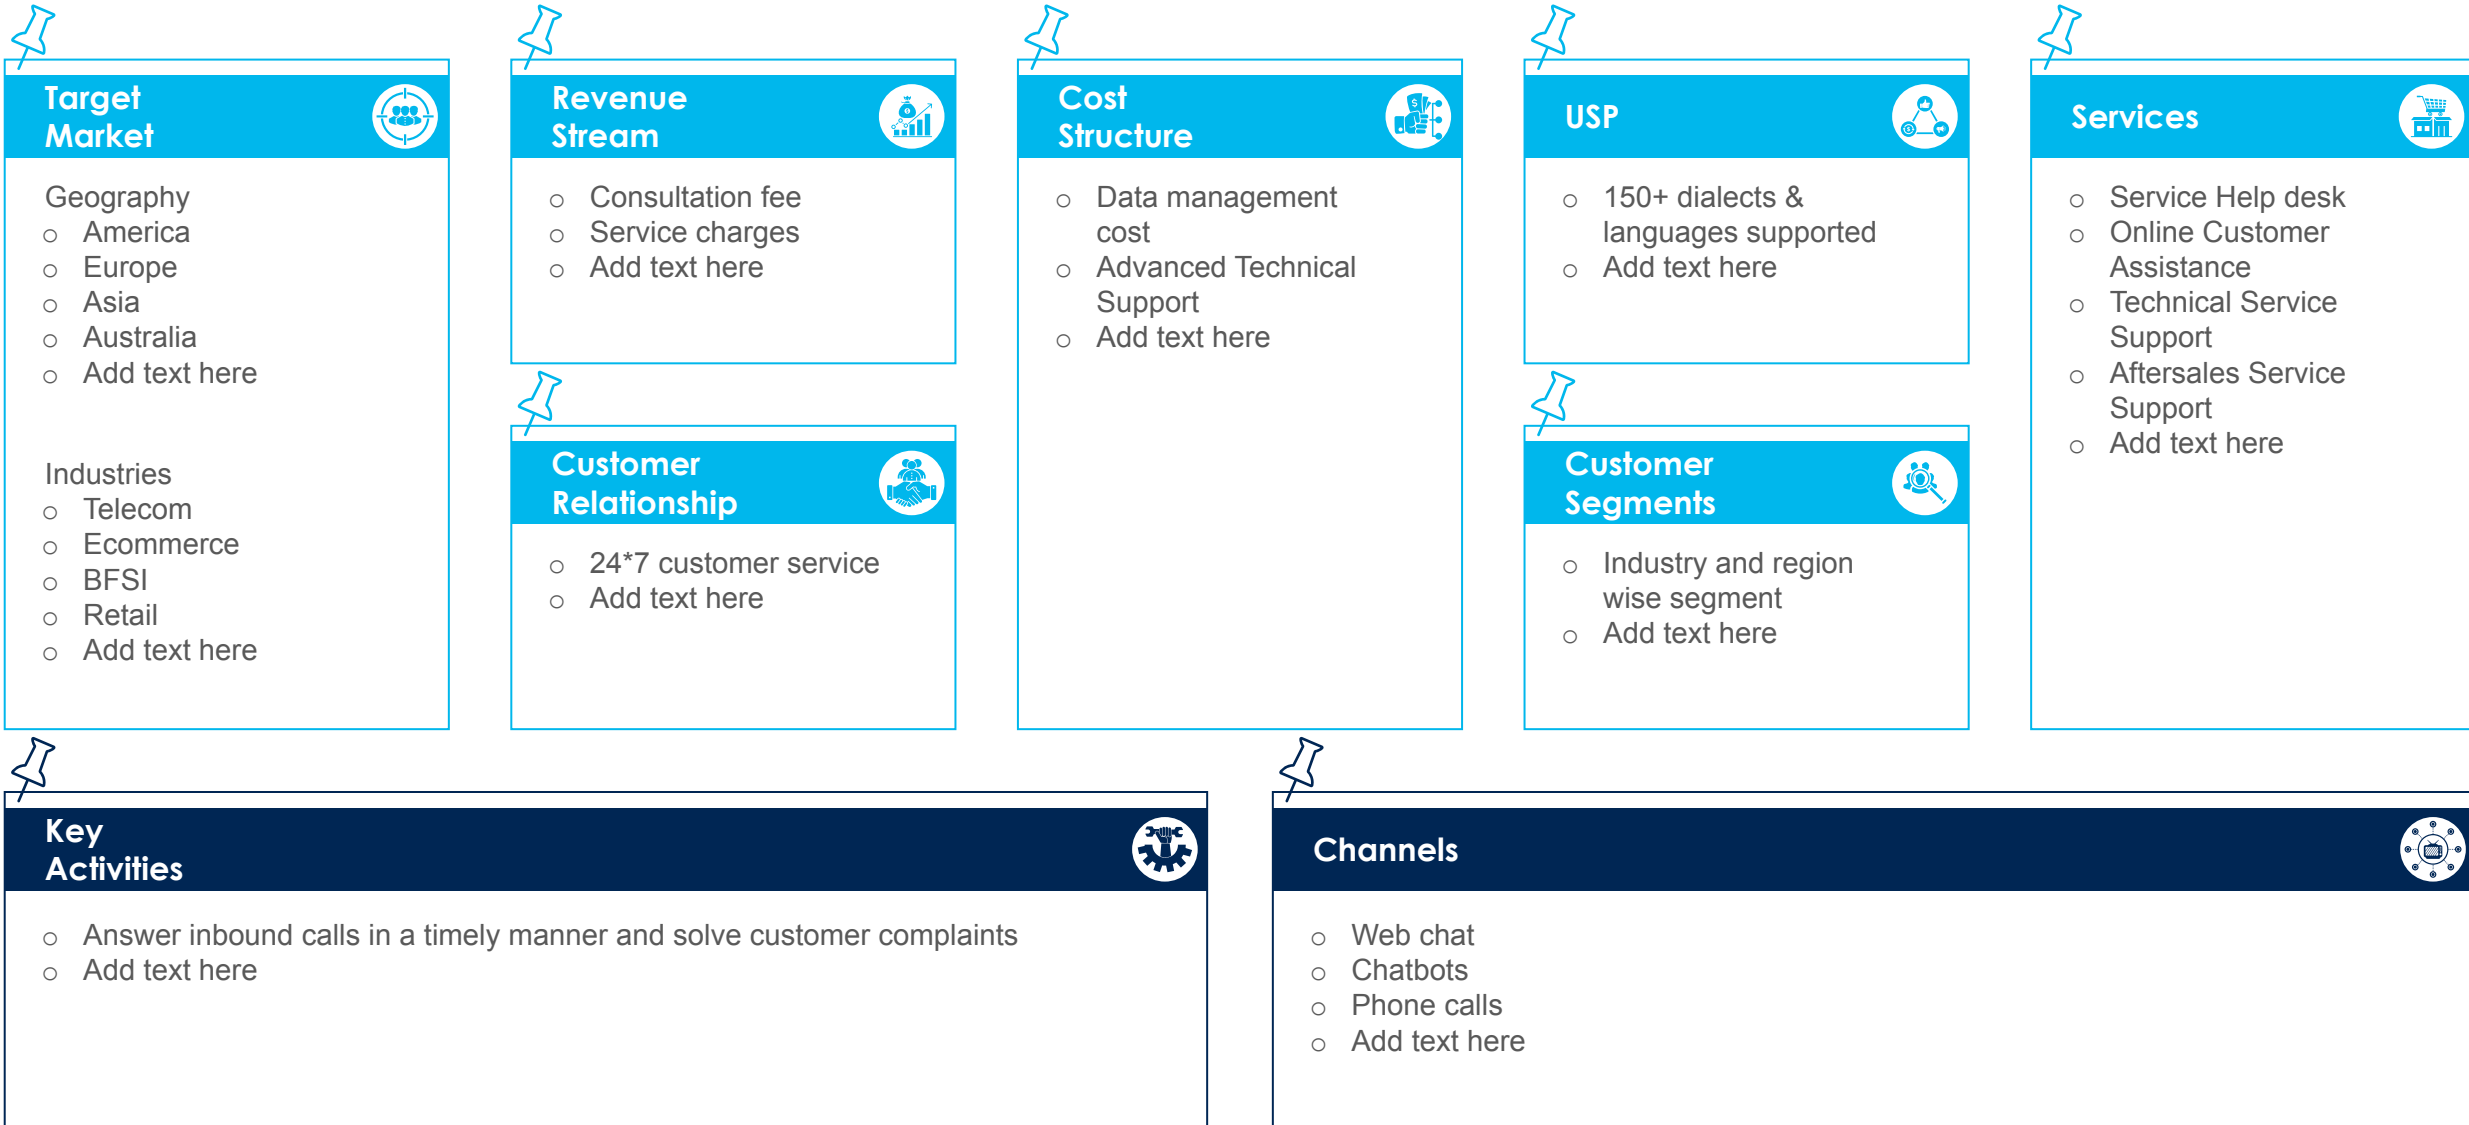 Target
Market
Geography
○ America
○ Europe
○ Asia
○ Australia
○ Add text here
Industries
○ Telecom
○ Ecommerce
○ BFSI
○ Retail
○ Add text here
Revenue
Stream
○ Consultation fee
○ Service charges
○ Add text here
Customer
Relationship
○ 24*7 customer service
○ Add text here
Cost
Structure
○ Data management
cost
○ Advanced Technical
Support
○ Add text here
USP
○ 150+ dialects &
languages supported
○ Add text here
Customer
Segments
○ Industry and region
wise segment
○ Add text here
Services
○ Service Help desk
○ Online Customer
Assistance
○ Technical Service
Support
○ Aftersales Service
Support
○ Add text here
Key
Activities
○ Answer inbound calls in a timely manner and solve customer complaints
○ Add text here
Channels
○ Web chat
○ Chatbots
○ Phone calls
○ Add text here